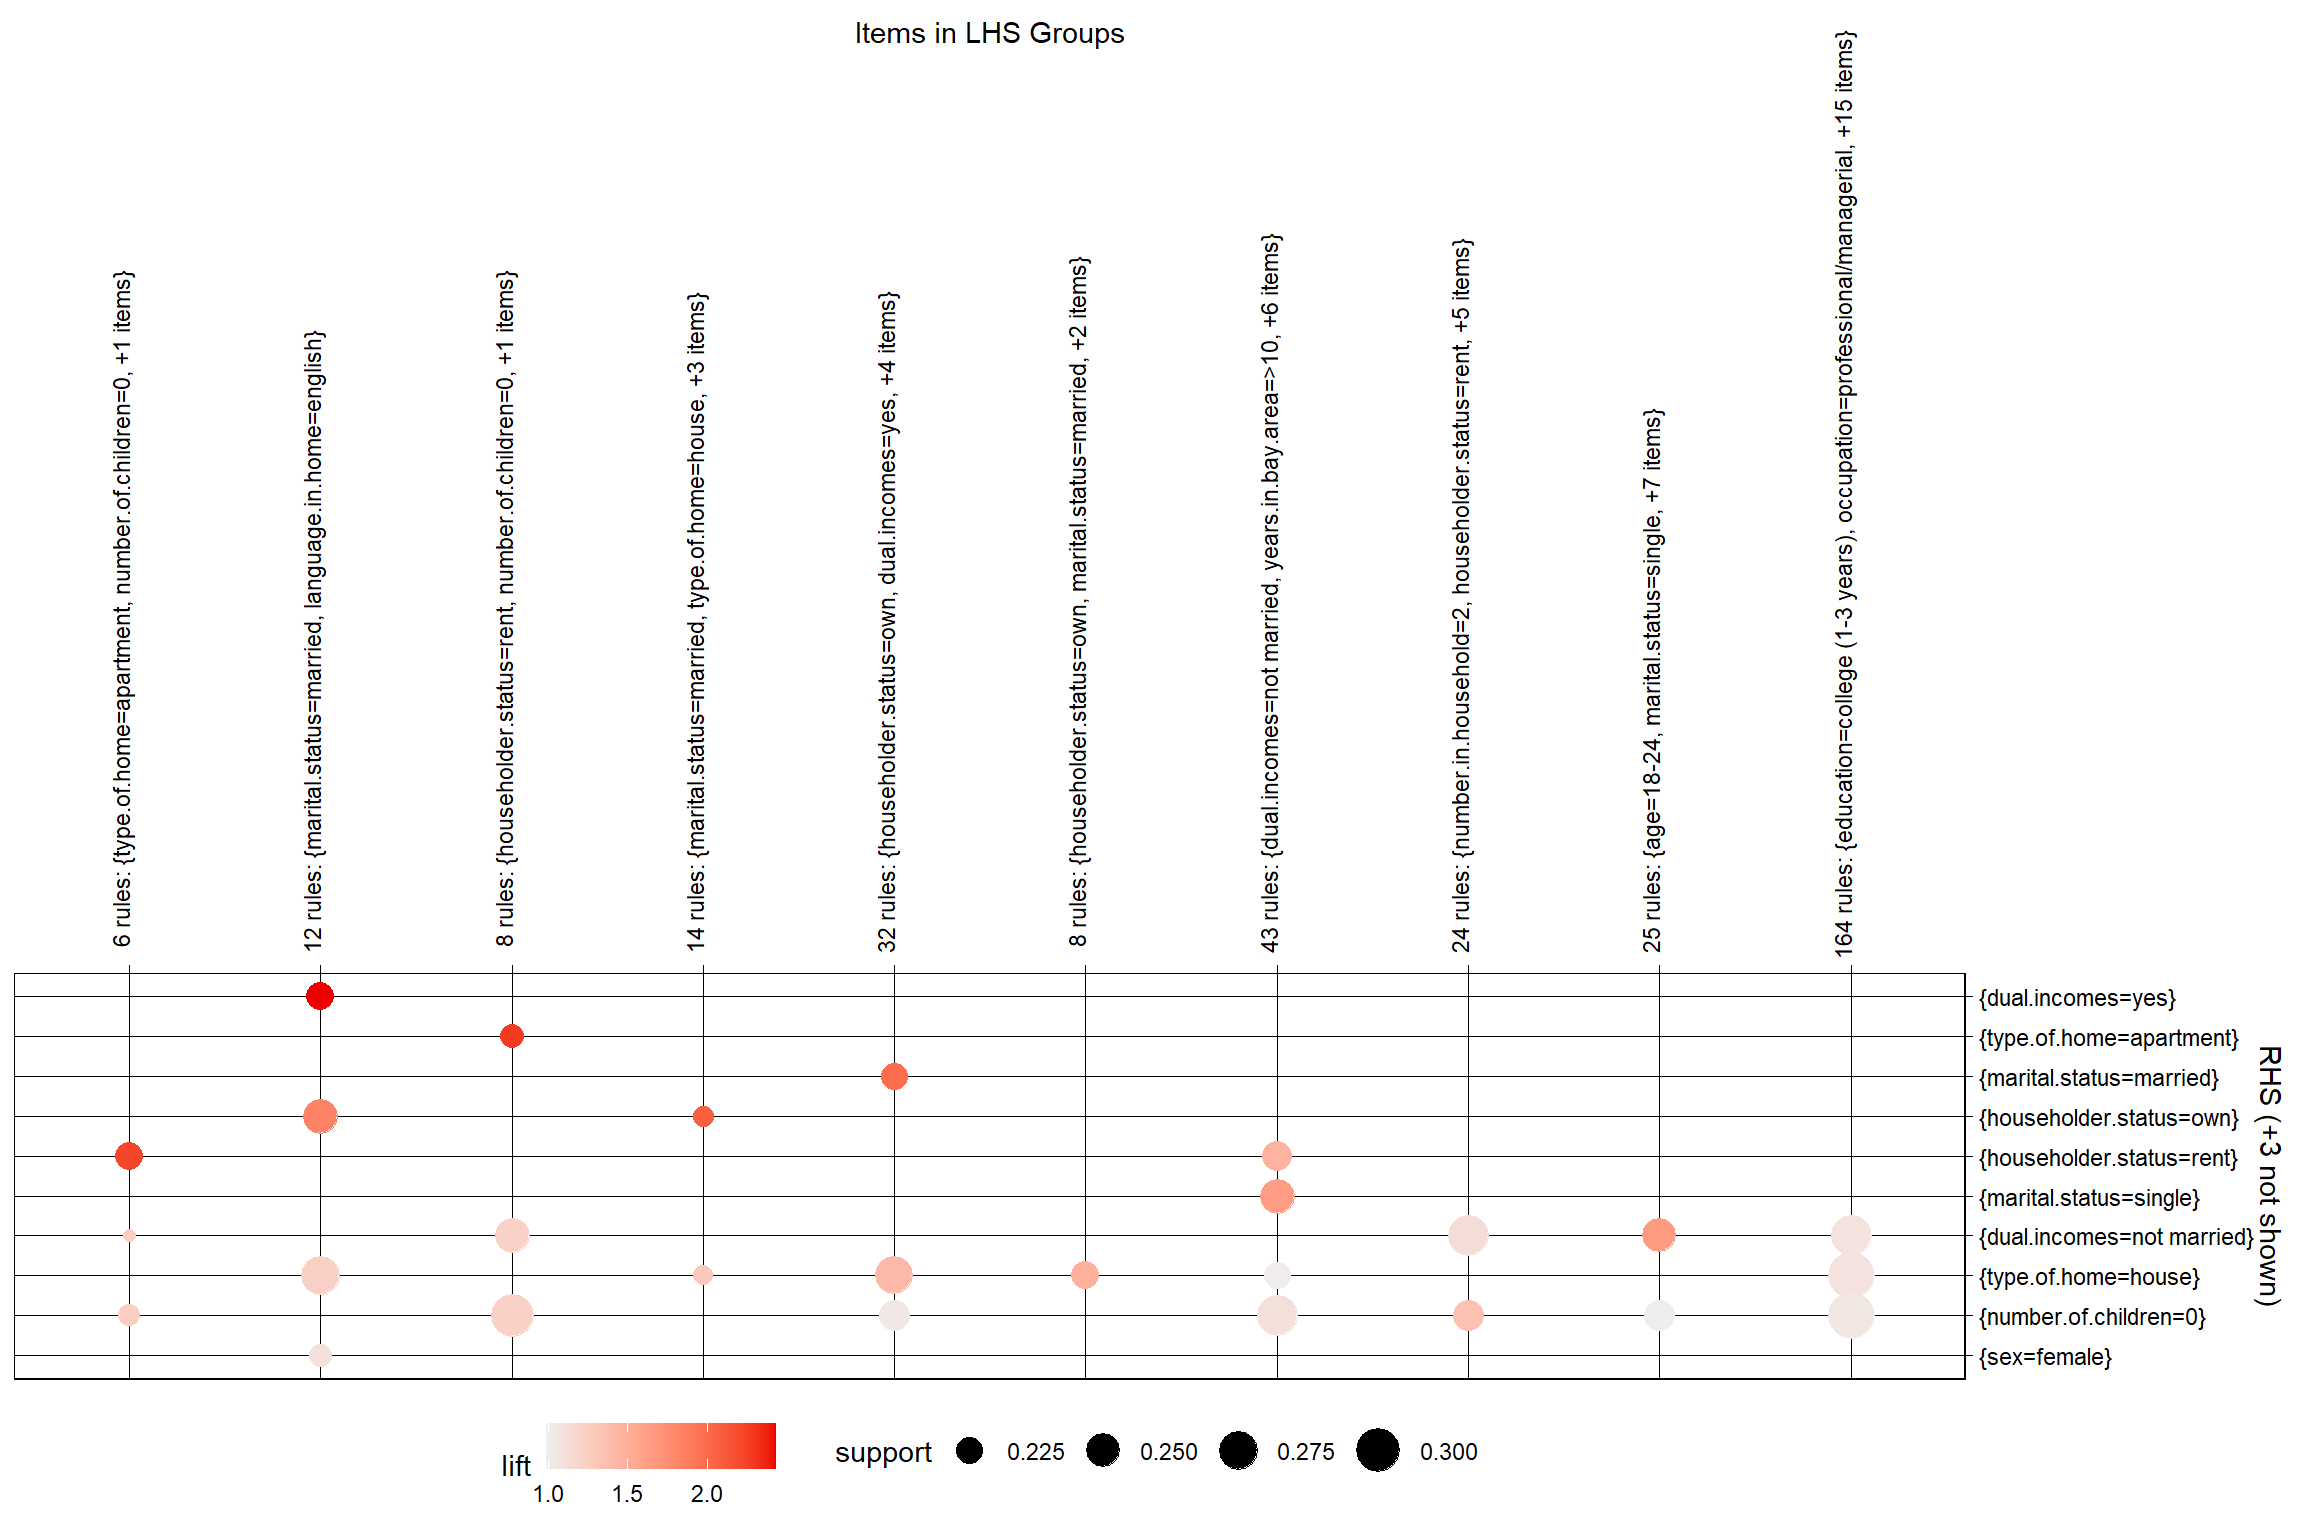 Items in LHS Groups
6 rules: {type.of.home=apartment, number.of.children=0, +1 items}
12 rules: {marital.status=married, language.in.home=english}
8 rules: {householder.status=rent, number.of.children=0, +1 items}
14 rules: {marital.status=married, type.of.home=house, +3 items}
32 rules: {householder.status=own, dual.incomes=yes, +4 items}
8 rules: {householder.status=own, marital.status=married, +2 items}
43 rules: {dual.incomes=not married, years.in.bay.area=>10, +6 items}
24 rules: {number.in.household=2, householder.status=rent, +5 items}
25 rules: {age=18-24, marital.status=single, +7 items}
164 rules: {education=college (1-3 years), occupation=professional/managerial, +15 items}
{dual.incomes=yes}
{type.of.home=apartment}
{marital.status=married}
{householder.status=own}
{householder.status=rent}
{marital.status=single}
{dual.incomes=not married}
{type.of.home=house}
{number.of.children=0}
{sex=female}
RHS (+3 not shown)
lift
1.0 1.5 2.0
support 0.225 0.250 0.275 0.300